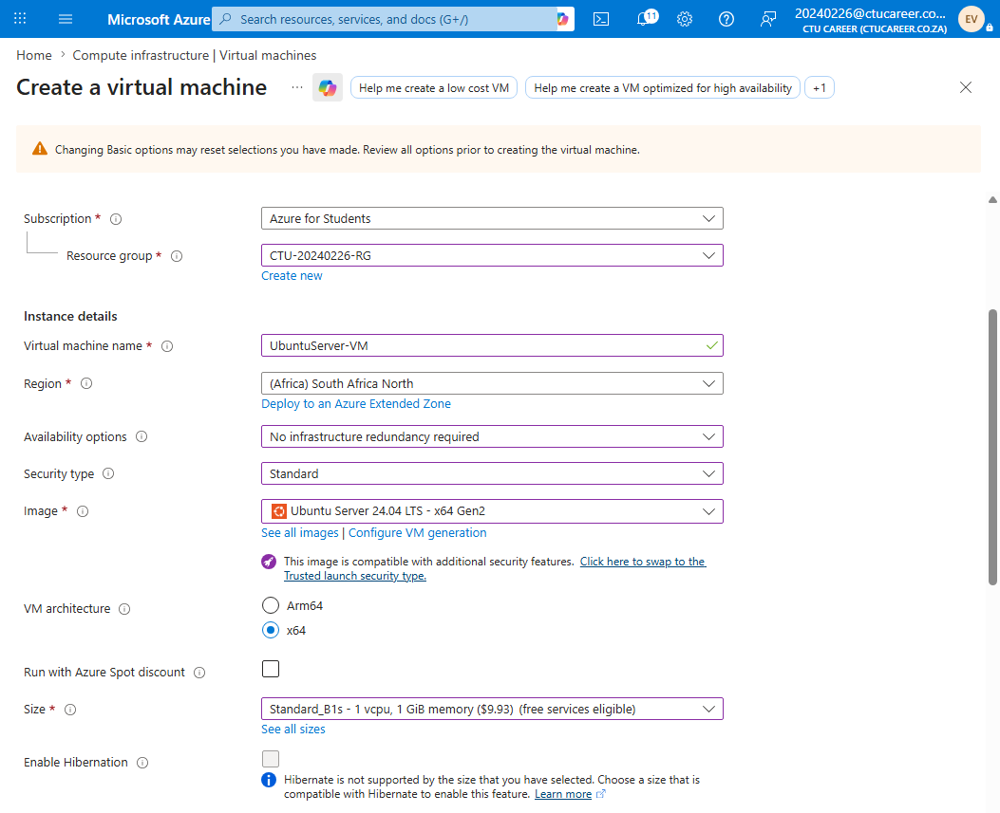 Microsoft Azure
Search resources, services, and docs (G+/)
11
20240226@ctucareer.co...
CTU CAREER (CTUCAREER.CO.ZA)
EV
Home > Compute infrastructure | Virtual machines
Create a virtual machine
...
Help me create a low cost VM
Help me create a VM optimized for high availability
+1
Changing Basic options may reset selections you have made. Review all options prior to creating the virtual machine.
Subscription *
Azure for Students
Resource group *
CTU-20240226-RG
Create new
Instance details
Virtual machine name *
UbuntuServer-VM
Region *
(Africa) South Africa North
Deploy to an Azure Extended Zone
Availability options
No infrastructure redundancy required
Security type
Standard
Image *
Ubuntu Server 24.04 LTS - x64 Gen2
See all images | Configure VM generation
This image is compatible with additional security features. Click here to swap to the
Trusted launch security type.
VM architecture
Arm64
x64
Run with Azure Spot discount
Size *
Standard_B1s - 1 vcpu, 1 GiB memory ($9.93) (free services eligible)
See all sizes
Enable Hibernation
Hibernate is not supported by the size that you have selected. Choose a size that is
compatible with Hibernate to enable this feature. Learn more